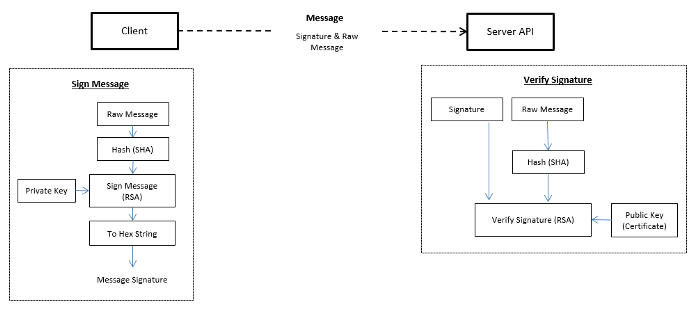 Client
Message
Signature & Raw
Message
Server API
Sign Message
Raw Message
Hash (SHA)
Private Key
Sign Message
(RSA)
To Hex String
Message Signature
Verify Signature
Signature
Raw Message
Hash (SHA)
Verify Signature (RSA)
Public Key
(Certificate)